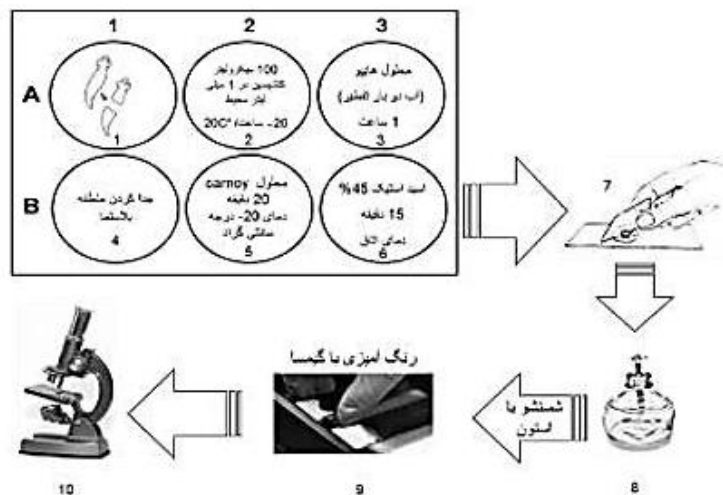 1 2 3
A
1
100 میکرولیتر
کلشیسین در 1 میلی
لیتر محیط
20C°
2
محلول هایپو
(آب دو بار تقطیر)
1 ساعت
3
B
جدا کردن منطقه
بلاستما
4
محلول carnoy
20 دقیقه
دمای 20- درجه
سانتی گراد
5
اسید استیک 45%
15 دقیقه
دمای اتاق
6
7
8
شستشو با
استون
رنگ آمیزی با گیمسا
9
10